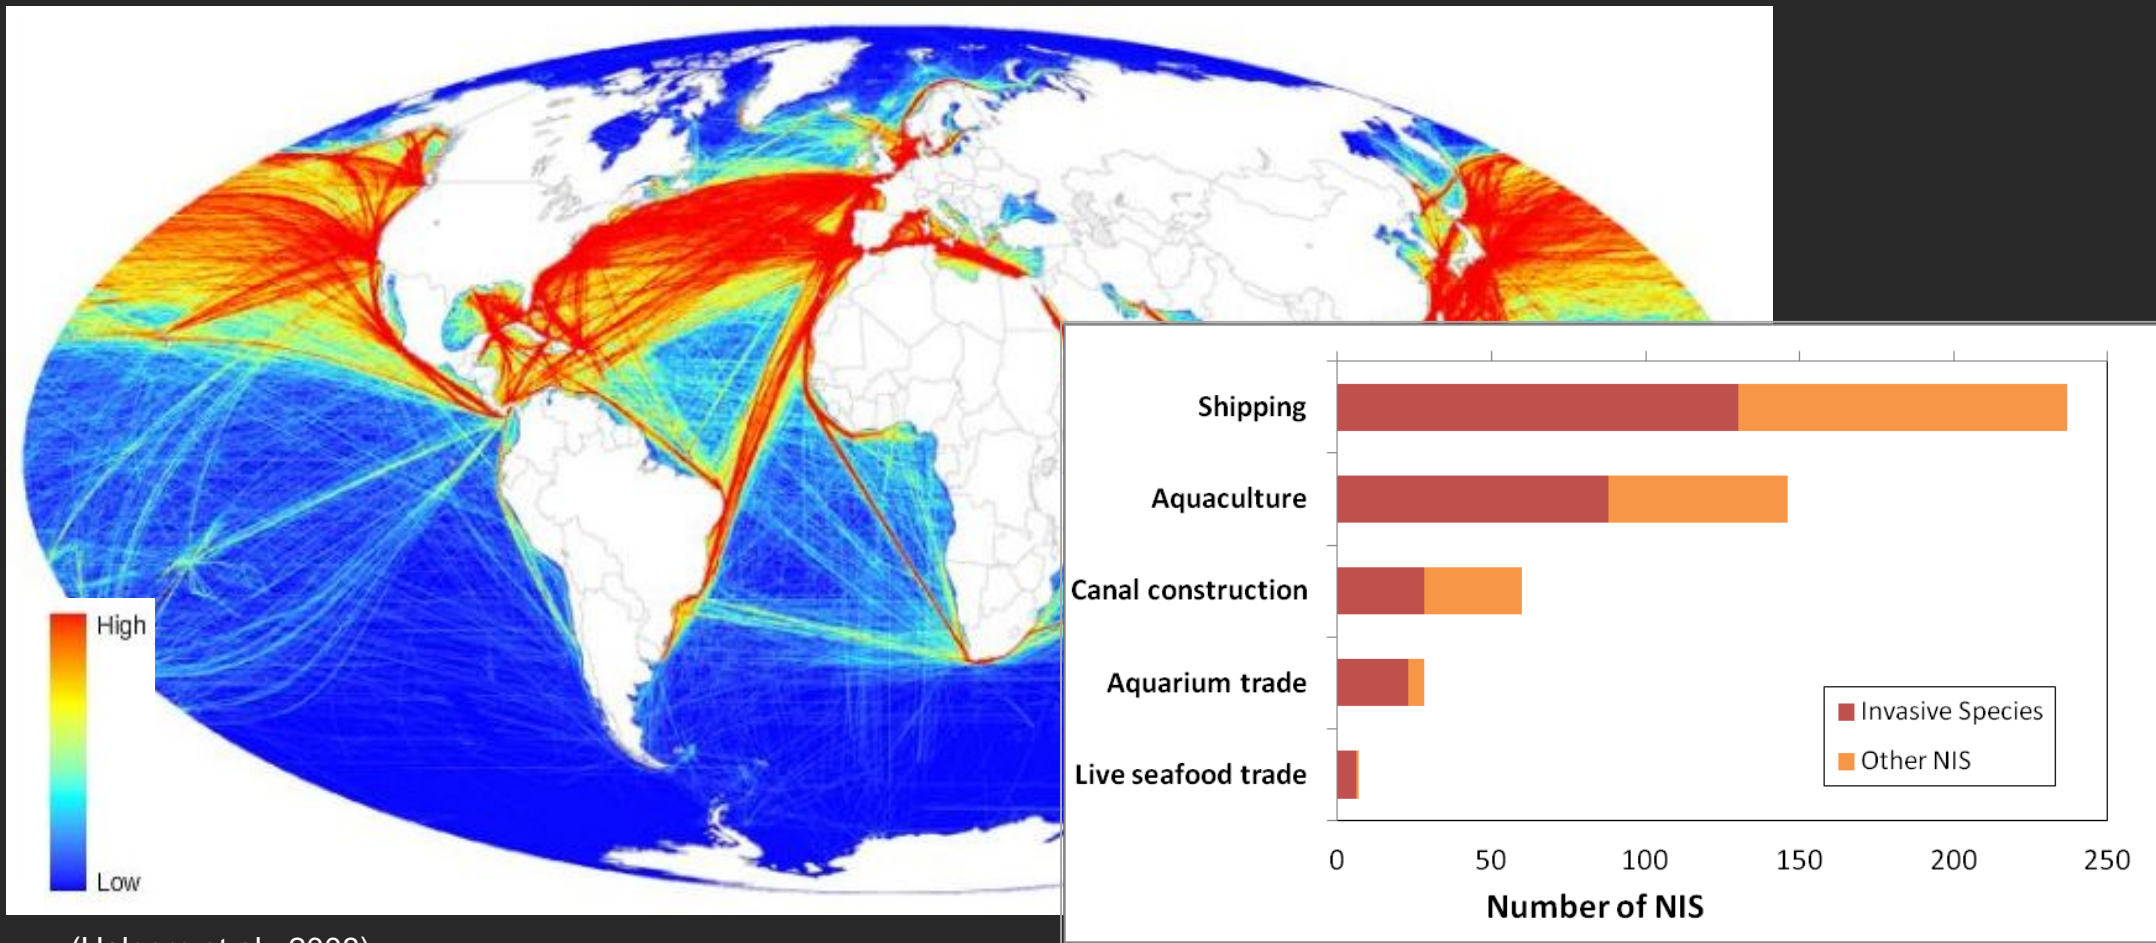 High
Low
Shipping
Aquaculture
Canal construction
Aquarium trade
Live seafood trade
Invasive Species
Other NIS
0 50 100 150 200 250
Number of NIS